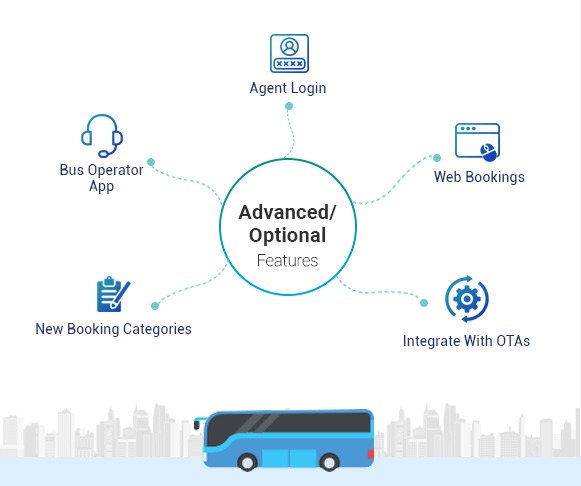 Agent Login
Bus Operator
App
Web Bookings
Advanced/
Optional
Features
New Booking Categories
Integrate With OTAs